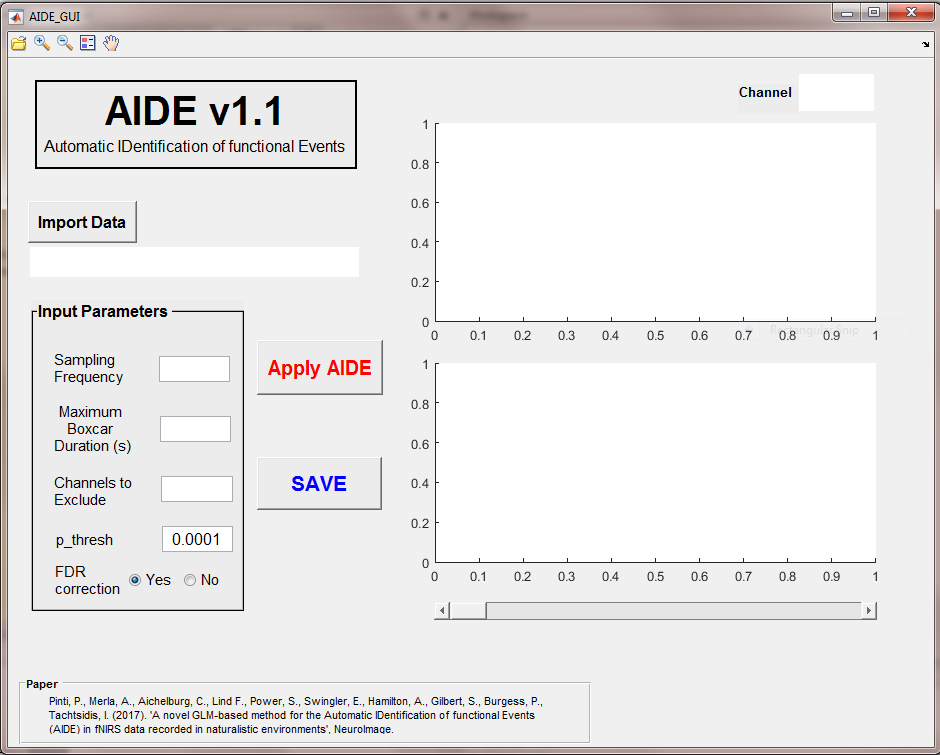 AIDE_GUI
AIDE v1.1
Automatic IDentification of functional Events
Import Data
Input Parameters
Sampling
Frequency
Maximum
Boxcar
Duration (s)
Channels to
Exclude
p_thresh
0.0001
FDR
correction
Yes
No
Apply AIDE
SAVE
Channel
1
0.8
0.6
0.4
0.2
0
0 0.1 0.2 0.3 0.4 0.5 0.6 0.7 0.8 0.9 1
Rectangular Snip
1
0.8
0.6
0.4
0.2
0
0 0.1 0.2 0.3 0.4 0.5 0.6 0.7 0.8 0.9 1
Paper
Pinti, P., Merla, A., Aichelburg, C., Lind F., Power, S., Swingler, E., Hamilton, A., Gilbert, S., Burgess, P.,
Tachtsidis, I. (2017). 'A novel GLM-based method for the Automatic IDentification of functional Events
(AIDE) in fNIRS data recorded in naturalistic environments', NeuroImage.